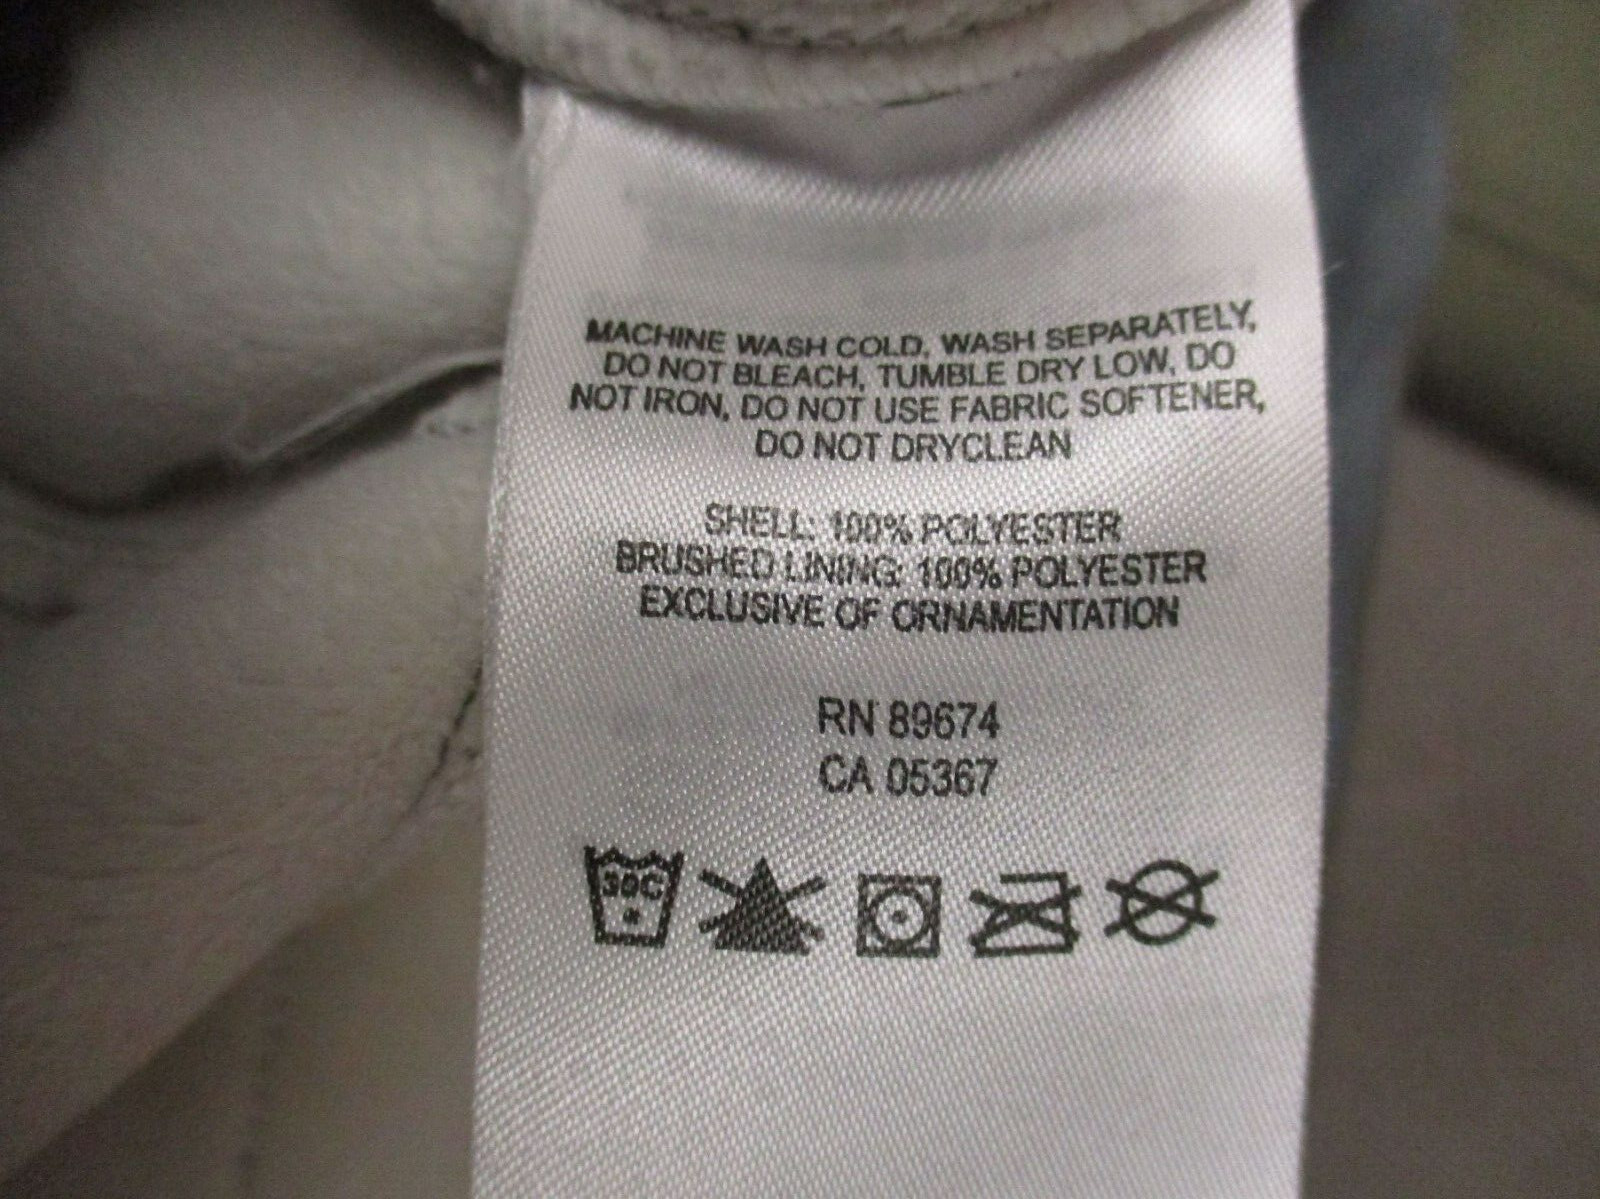 MACHINE WASH COLD, WASH SEPARATELY,
DO NOT BLEACH, TUMBLE DRY LOW, DO
NOT IRON, DO NOT USE FABRIC SOFTENER,
DO NOT DRYCLEAN
SHELL: 100% POLYESTER
BRUSHED LINING: 100% POLYESTER
EXCLUSIVE OF ORNAMENTATION
RN 89674
CA 05367
30C